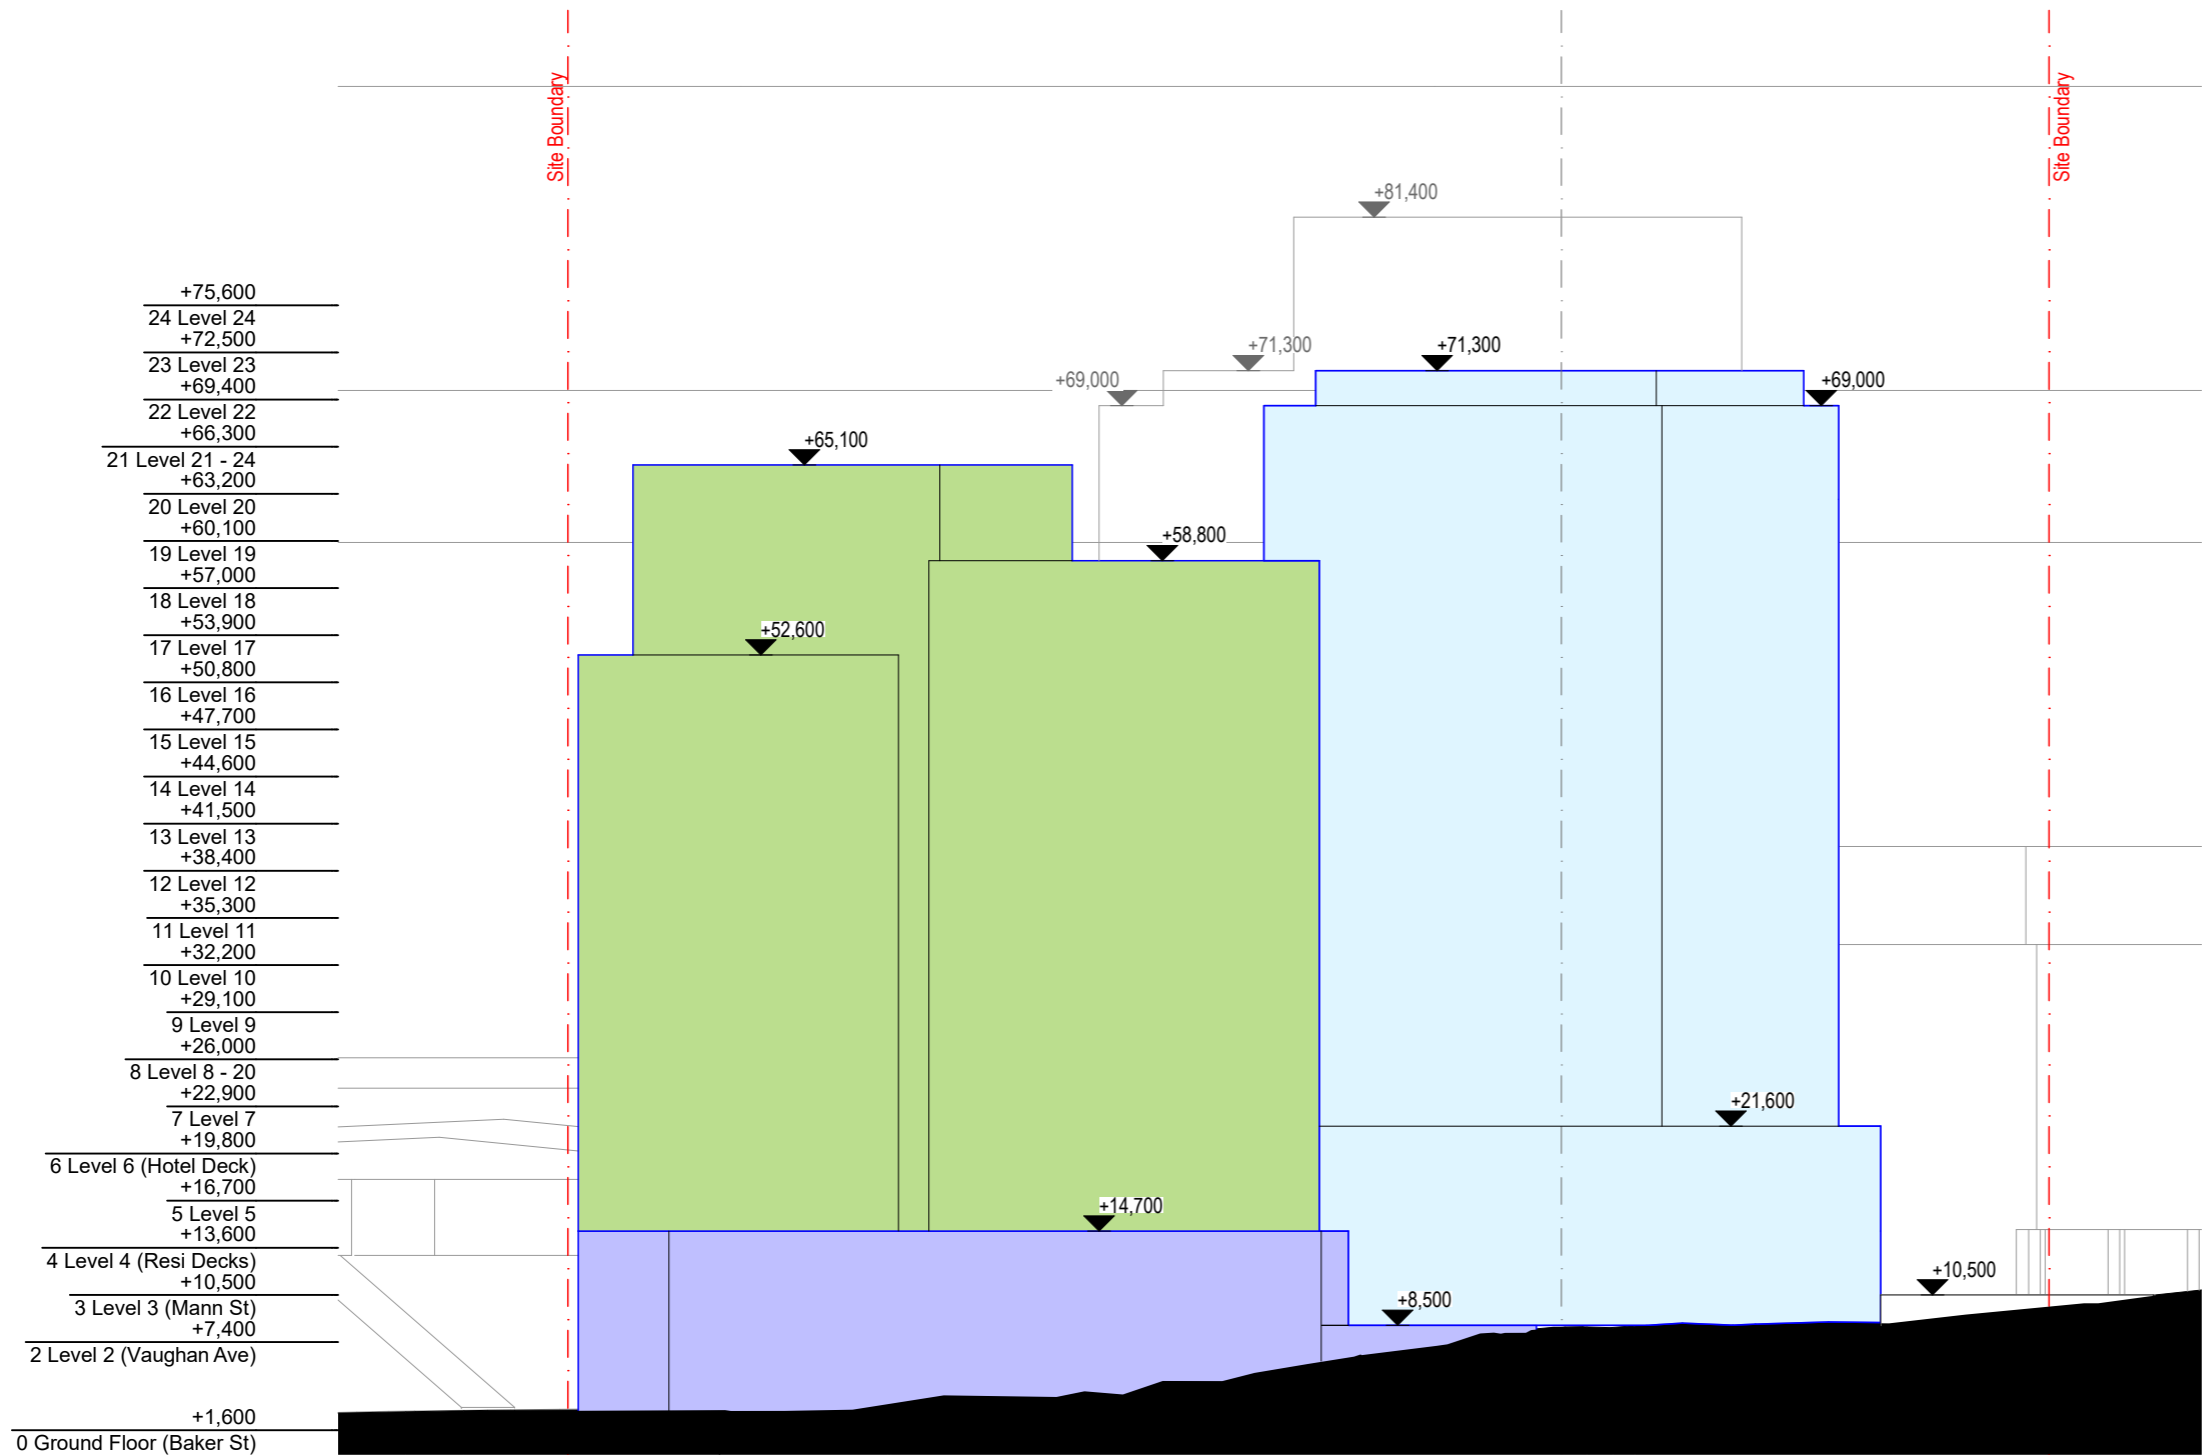 Site Boundary
Site Boundary
+81,400
+75,600
24 Level 24
+72,500
23 Level 23
+71,300
+71,300
+69,400
+69,000
+69,000
22 Level 22
+66,300
+65,100
21 Level 21 - 24
+63,200
20 Level 20
+60,100
+58,800
19 Level 19
+57,000
18 Level 18
+53,900
+52,600
17 Level 17
+50,800
16 Level 16
+47,700
15 Level 15
+44,600
14 Level 14
+41,500
13 Level 13
+38,400
12 Level 12
+35,300
11 Level 11
+32,200
10 Level 10
+29,100
9 Level 9
+26,000
8 Level 8 - 20
+22,900
+21,600
7 Level 7
+19,800
6 Level 6 (Hotel Deck)
+16,700
+14,700
5 Level 5
+13,600
4 Level 4 (Resi Decks)
+10,500
+10,500
3 Level 3 (Mann St)
+8,500
+7,400
2 Level 2 (Vaughan Ave)
+1,600
0 Ground Floor (Baker St)